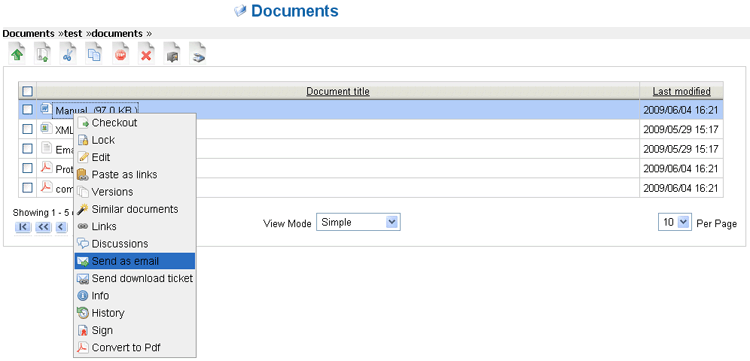 Documents
Documents »test »documents »
Document title
Last modified
Manual (97.0 KB )
2009/06/04 16:21
XML
2009/05/29 15:17
Ema
2009/05/29 15:17
Prot
2009/06/04 16:21
com
2009/06/04 16:21
Checkout
Lock
Edit
Paste as links
Versions
Similar documents
Links
Discussions
Send as email
Send download ticket
Info
History
Sign
Convert to Pdf
Showing 1 - 5
View Mode Simple
10 Per Page